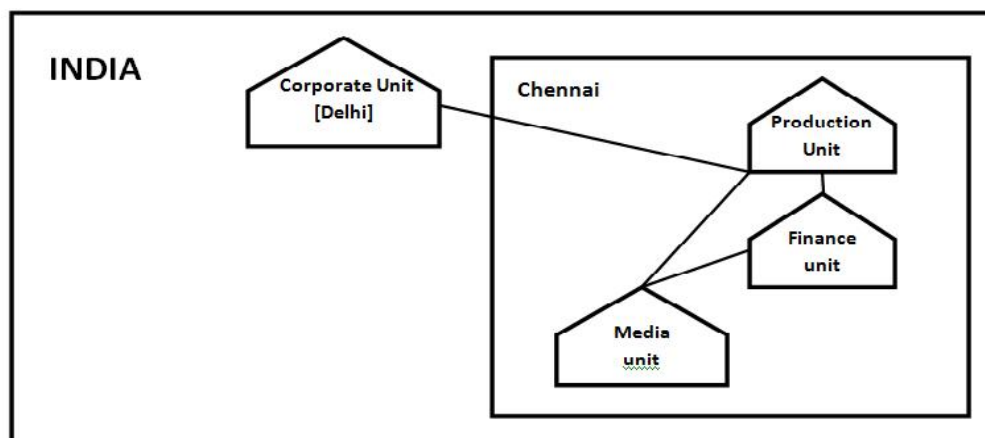 INDIA
Corporate Unit
[Delhi]
Chennai
Production
Unit
Finance
unit
Media
unit